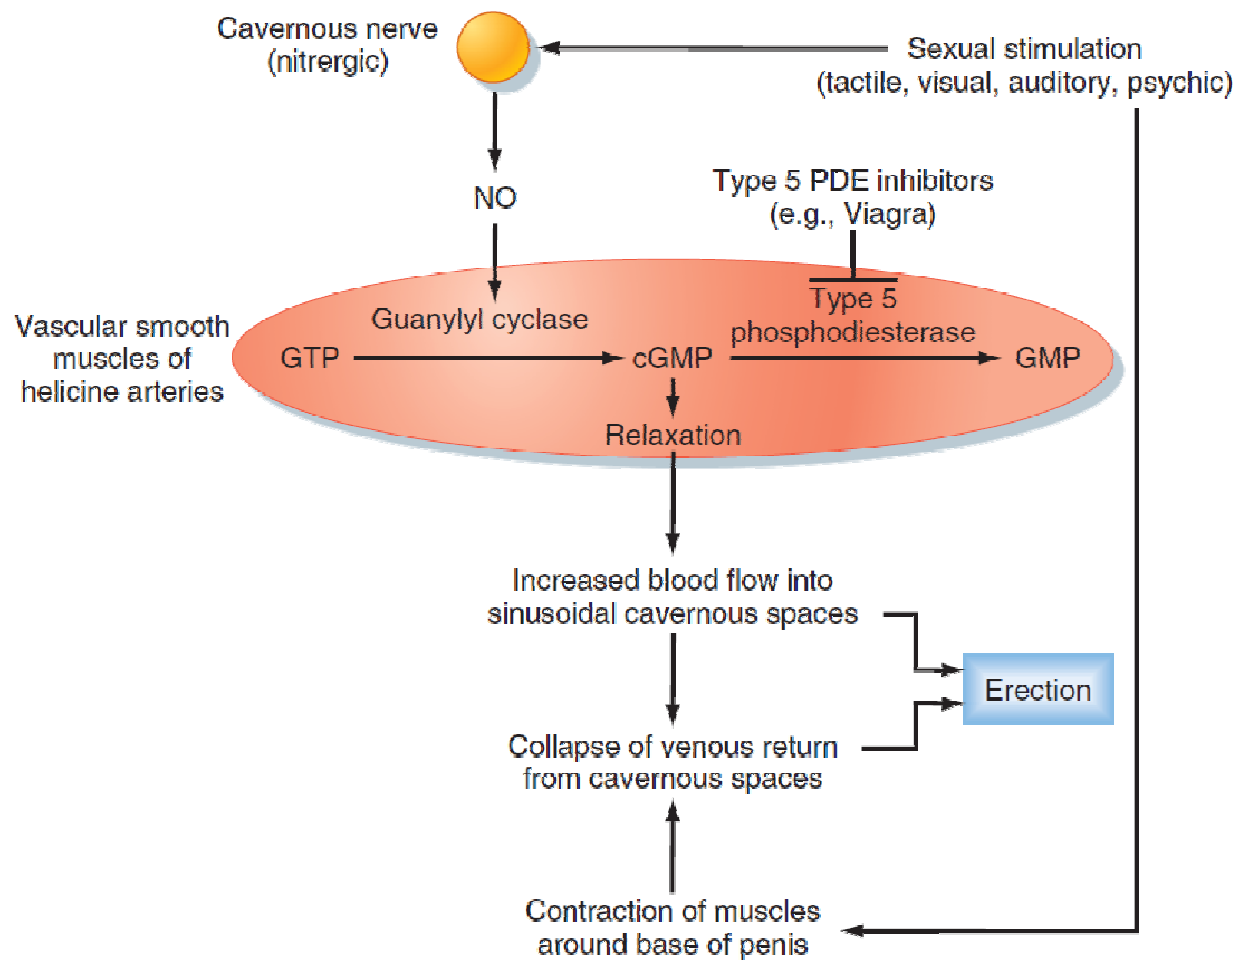 Cavernous nerve
(nitrergic)
Sexual stimulation
(tactile, visual, auditory, psychic)
NO
Type 5 PDE inhibitors
(e.g., Viagra)
Vascular smooth
muscles of
helicine arteries
Guanylyl cyclase
Type 5
phosphodiesterase
GTP
cGMP
GMP
Relaxation
Increased blood flow into
sinusoidal cavernous spaces
Erection
Collapse of venous return
from cavernous spaces
Contraction of muscles
around base of penis